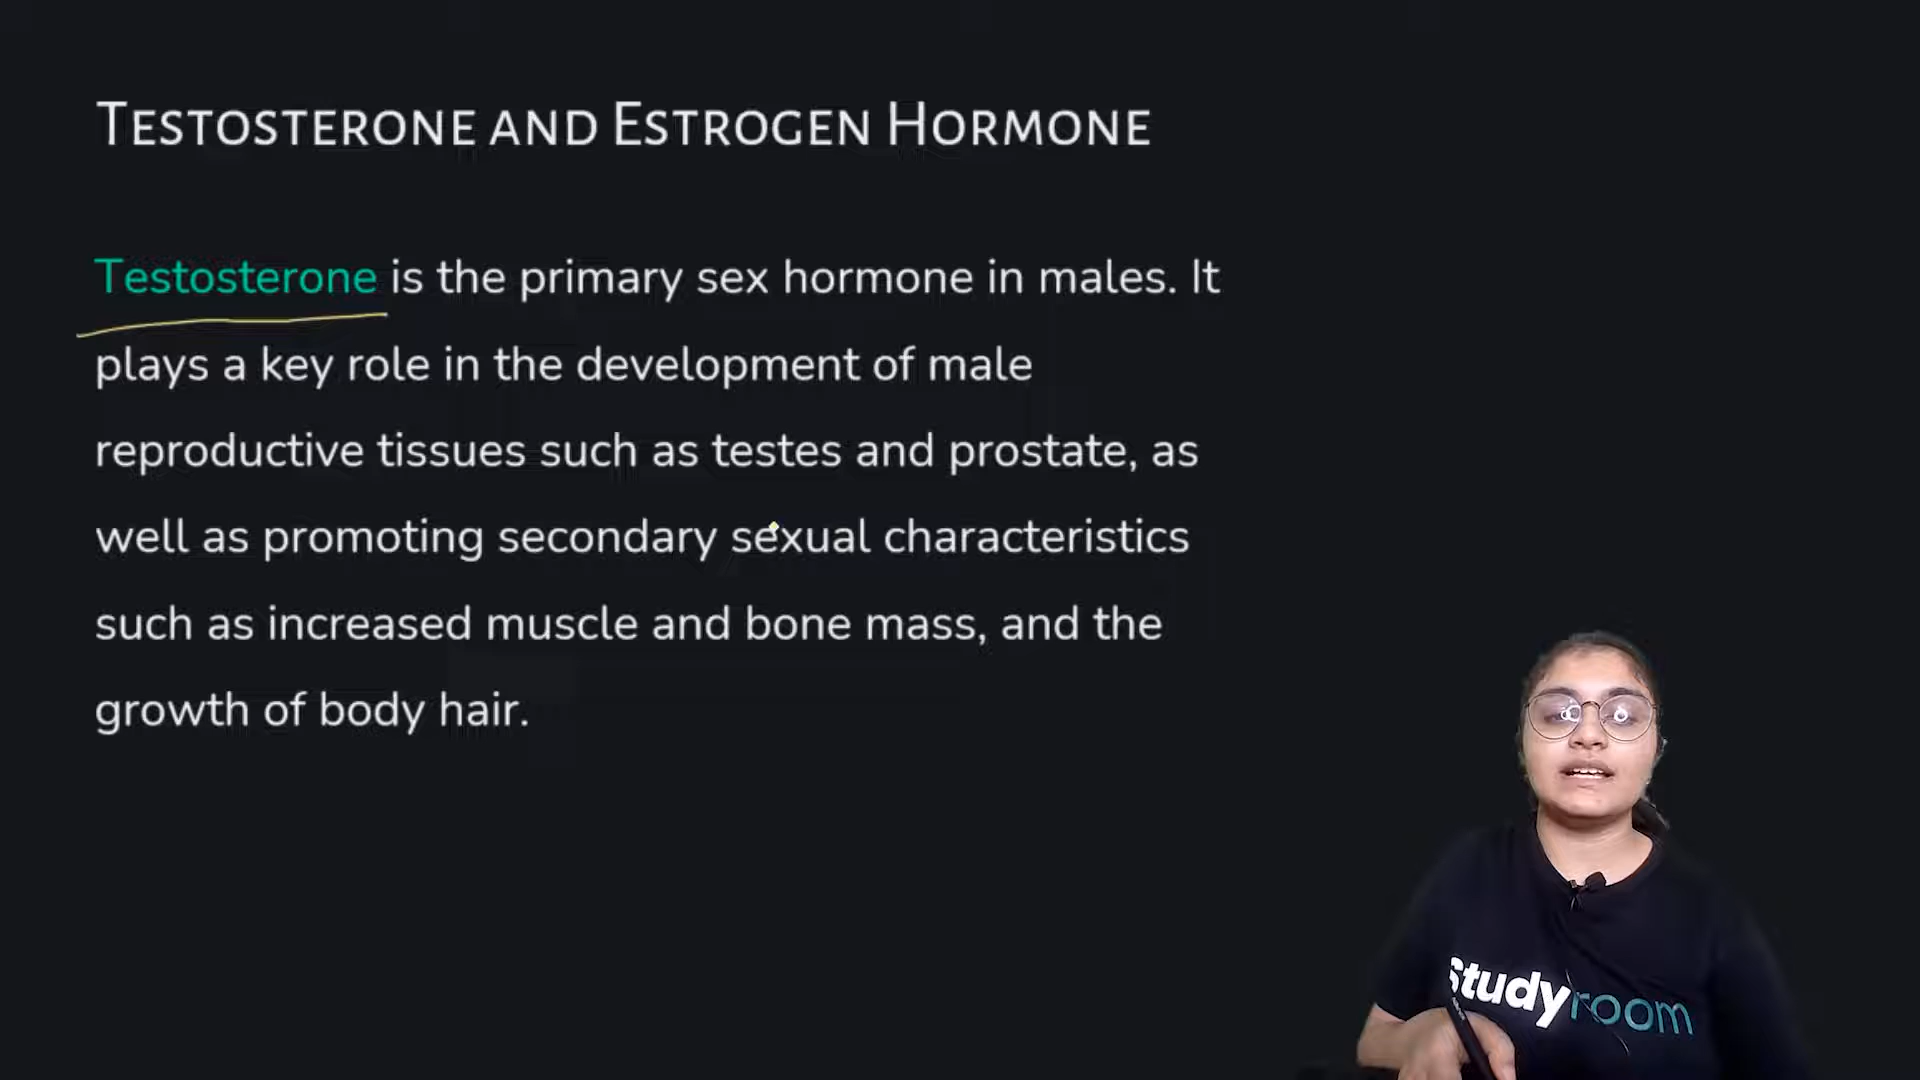 Testosterone and Estrogen Hormone
Testosterone is the primary sex hormone in males. It
plays a key role in the development of male
reproductive tissues such as testes and prostate, as
well as promoting secondary sexual characteristics
such as increased muscle and bone mass, and the
growth of body hair.
Studyroom